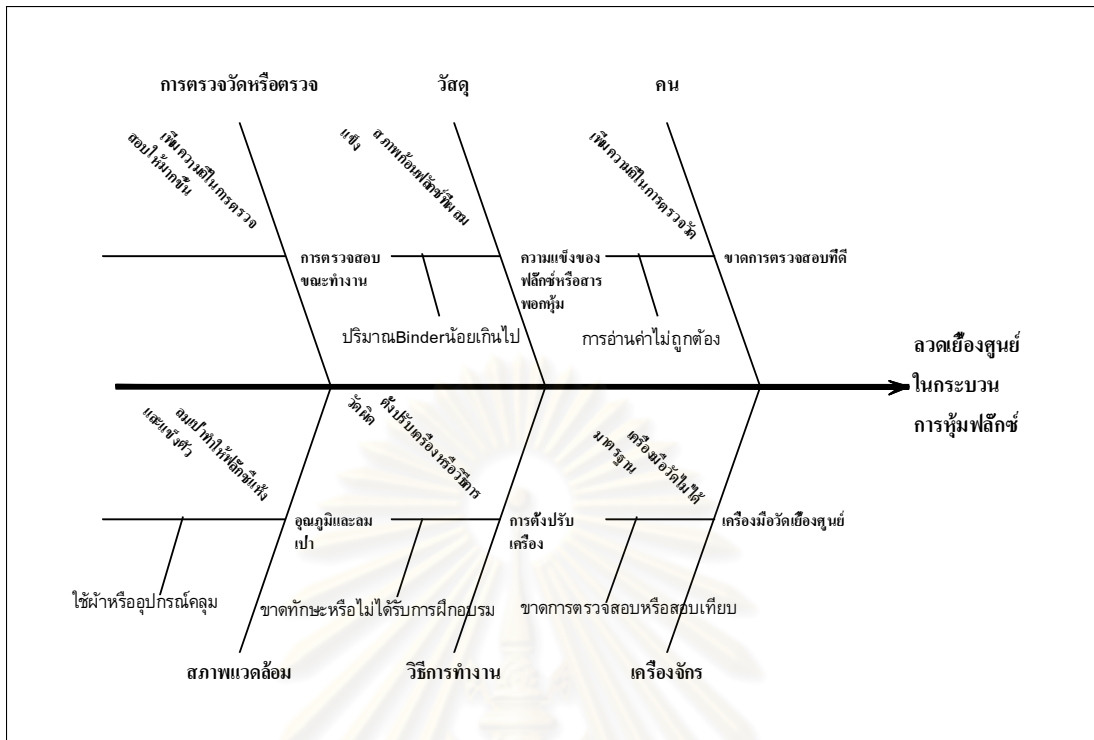 การตรวจวัดหรือตรวจ
วัสดุ
คน
เพิ่มความถี่ในการตรวจ
สอบให้มากขึ้น
สภาพก้อนฟลักซ์ที่ผสม
แข็ง
เพิ่มความถี่ในการตรวจวัด
การตรวจสอบ
ขณะทำงาน
ความแข็งของ
ฟลักซ์หรือสาร
พอกหุ้ม
ขาดการตรวจสอบที่ดี
ปริมาณBinderน้อยเกินไป
การอ่านค่าไม่ถูกต้อง
ลวดเยื้องศูนย์
ในกระบวน
การหุ้มฟลักซ์
ลมเป่าทำให้ฟลักซ์แห้ง
และแข็งตัว
ตั้งปรับเครื่องหรือวิธีการ
วัดผิด
เครื่องมือวัดไม่ได้
มาตรฐาน
อุณภูมิและลม
เป่า
การตั้งปรับ
เครื่อง
เครื่องมือวัดเยื้องศูนย์
ใช้ผ้าหรืออุปกรณ์คลุม
ขาดทักษะหรือไม่ได้รับการฝึกอบรม
ขาดการตรวจสอบหรือสอบเทียบ
สภาพแวดล้อม
วิธีการทำงาน
เครื่องจักร